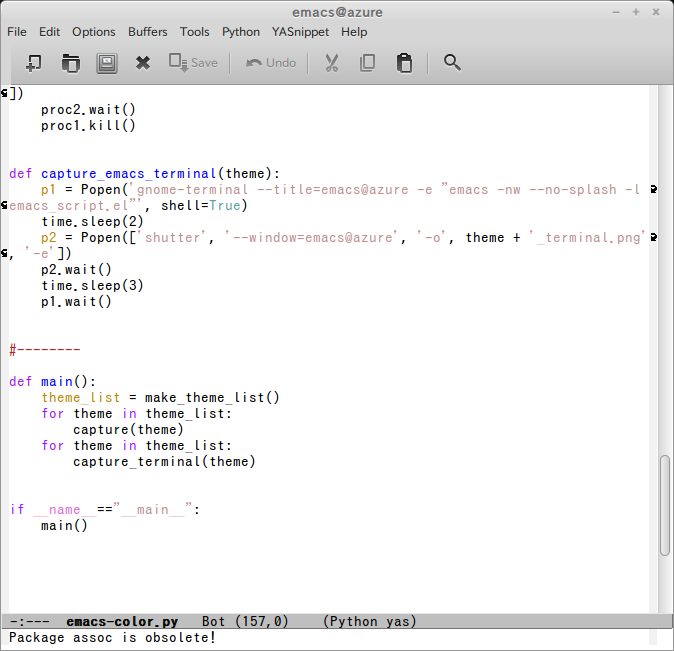 emacs@azure
File Edit Options Buffers Tools Python YASnippet Help
Save Undo
])
    proc2.wait()
    proc1.kill()
def capture_emacs_terminal(theme):
    p1 = Popen('gnome-terminal --title=emacs@azure -e "emacs -nw --no-splash -l
emacs_script.el"', shell=True)
    time.sleep(2)
    p2 = Popen(['shutter', '--window=emacs@azure', '-o', theme + '_terminal.png'
, '-e'])
    p2.wait()
    time.sleep(3)
    p1.wait()
#--------
def main():
    theme_list = make_theme_list()
    for theme in theme_list:
        capture(theme)
    for theme in theme_list:
        capture_terminal(theme)
if __name__=="__main__":
    main()
-:--- emacs-color.py Bot (157,0) (Python yas)
Package assoc is obsolete!